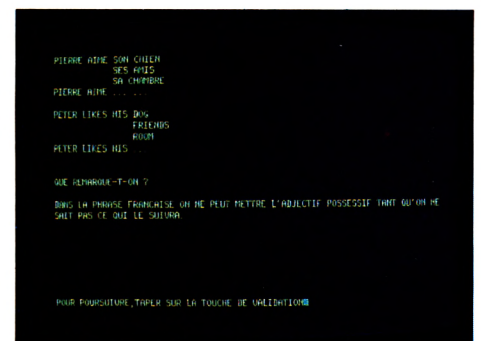 PIERRE AIME SON CHIEN
SES AMIS
SA CHAMBRE
PIERRE AIME ... ...
PETER LIKES HIS DOG
FRIENDS
ROOM
PETER LIKES HIS ...
QUE REMARQUE-T-ON ?
DANS LA PHRASE FRANCAISE ON NE PEUT METTRE L'ADJECTIF POSSESSIF TANT QU'ON NE
SAIT PAS CE QUI LE SUIVRA.
POUR POURSUIVRE,TAPER SUR LA TOUCHE DE VALIDATION